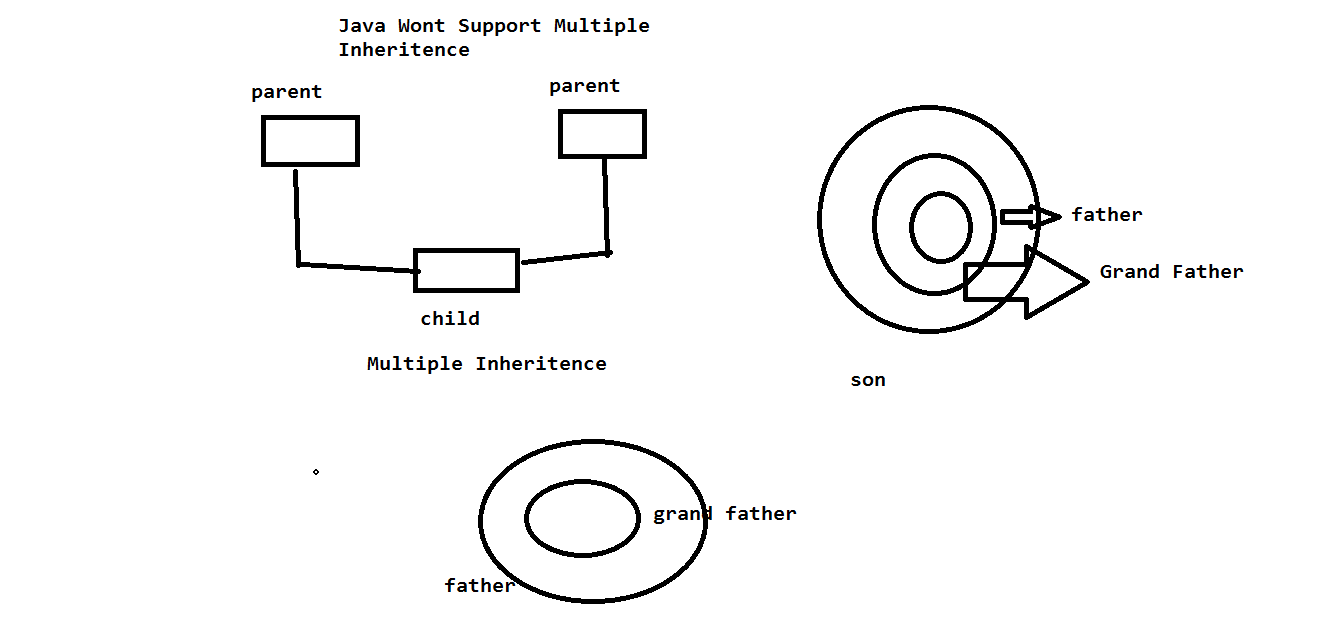 Java Wont Support Multiple
Inheritence
parent
parent
child
Multiple Inheritence
father
Grand Father
son
grand father
father